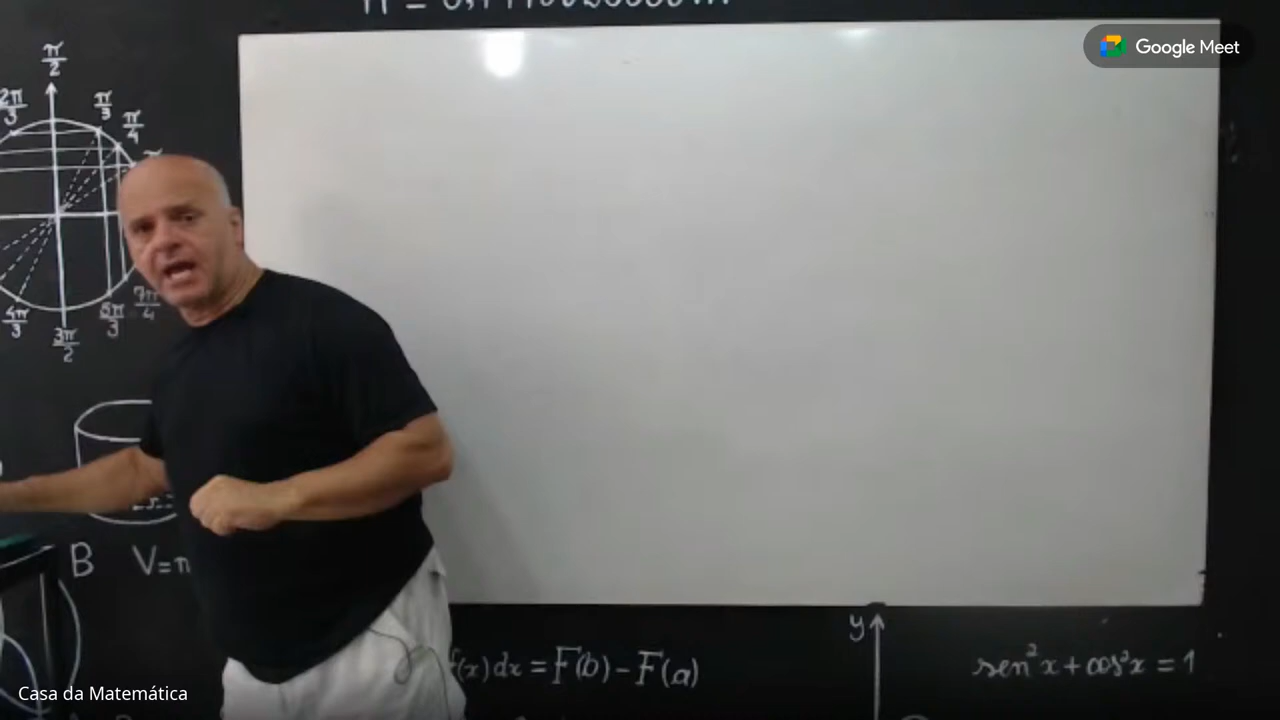 Google Meet
π/2
2π/3
π/3
π/4
4π/3
3π/2
5π/3
7π/4
B
V=π
f(x)dx = F(b) - F(a)
y
sen²x + cos²x = 1
Casa da Matemática